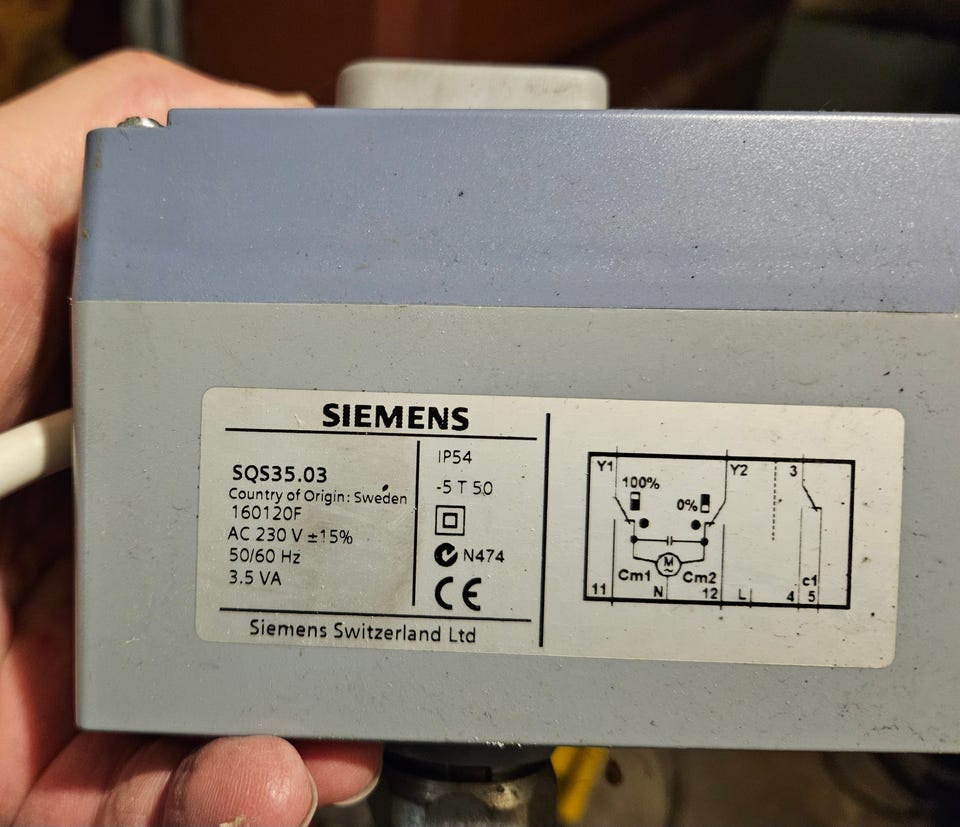 SIEMENS
SQS35.03
Country of Origin: Sweden
160120F
AC 230 V ±15%
50/60 Hz
3.5 VA
IP54
-5 T 50
N474
CE
Siemens Switzerland Ltd
Y1 Y2 3
100%
0%
M
~
Cm1 Cm2 c1
11 N 12 L 4 5